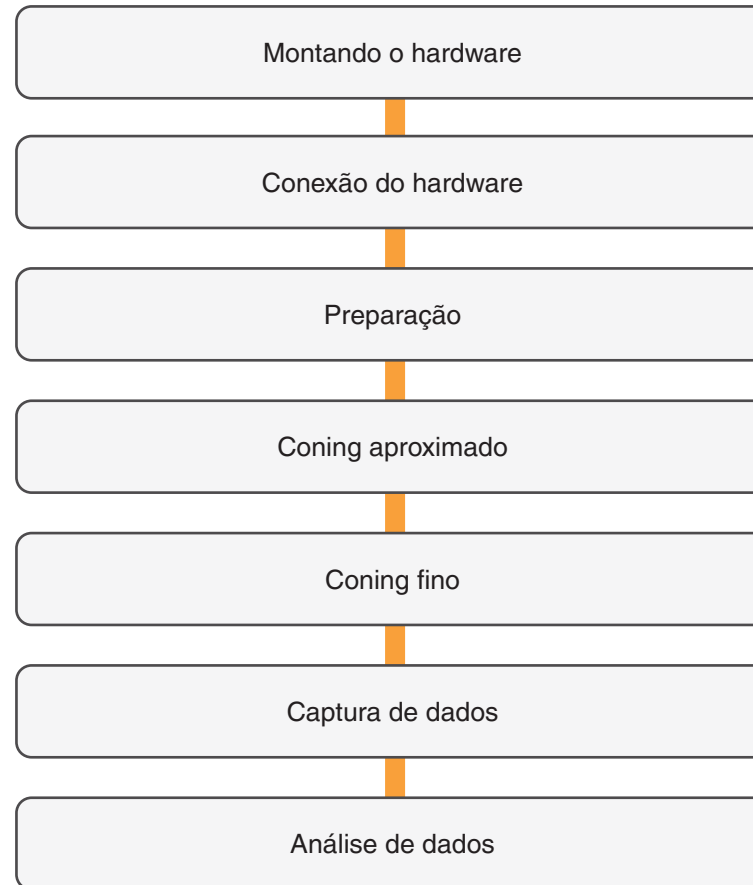 Montando o hardware
Conexão do hardware
Preparação
Coning aproximado
Coning fino
Captura de dados
Análise de dados